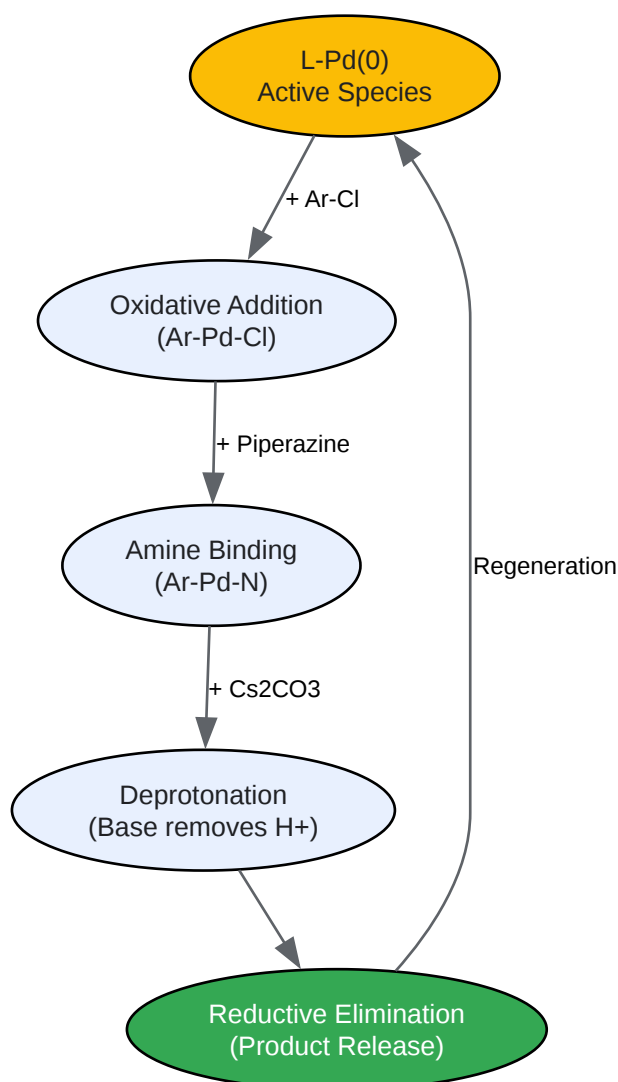 L-Pd(0)
Active Species
+ Ar-Cl
Oxidative Addition
(Ar-Pd-Cl)
+ Piperazine
Amine Binding
(Ar-Pd-N)
Regeneration
+ Cs2CO3
Deprotonation
(Base removes H+)
Reductive Elimination
(Product Release)